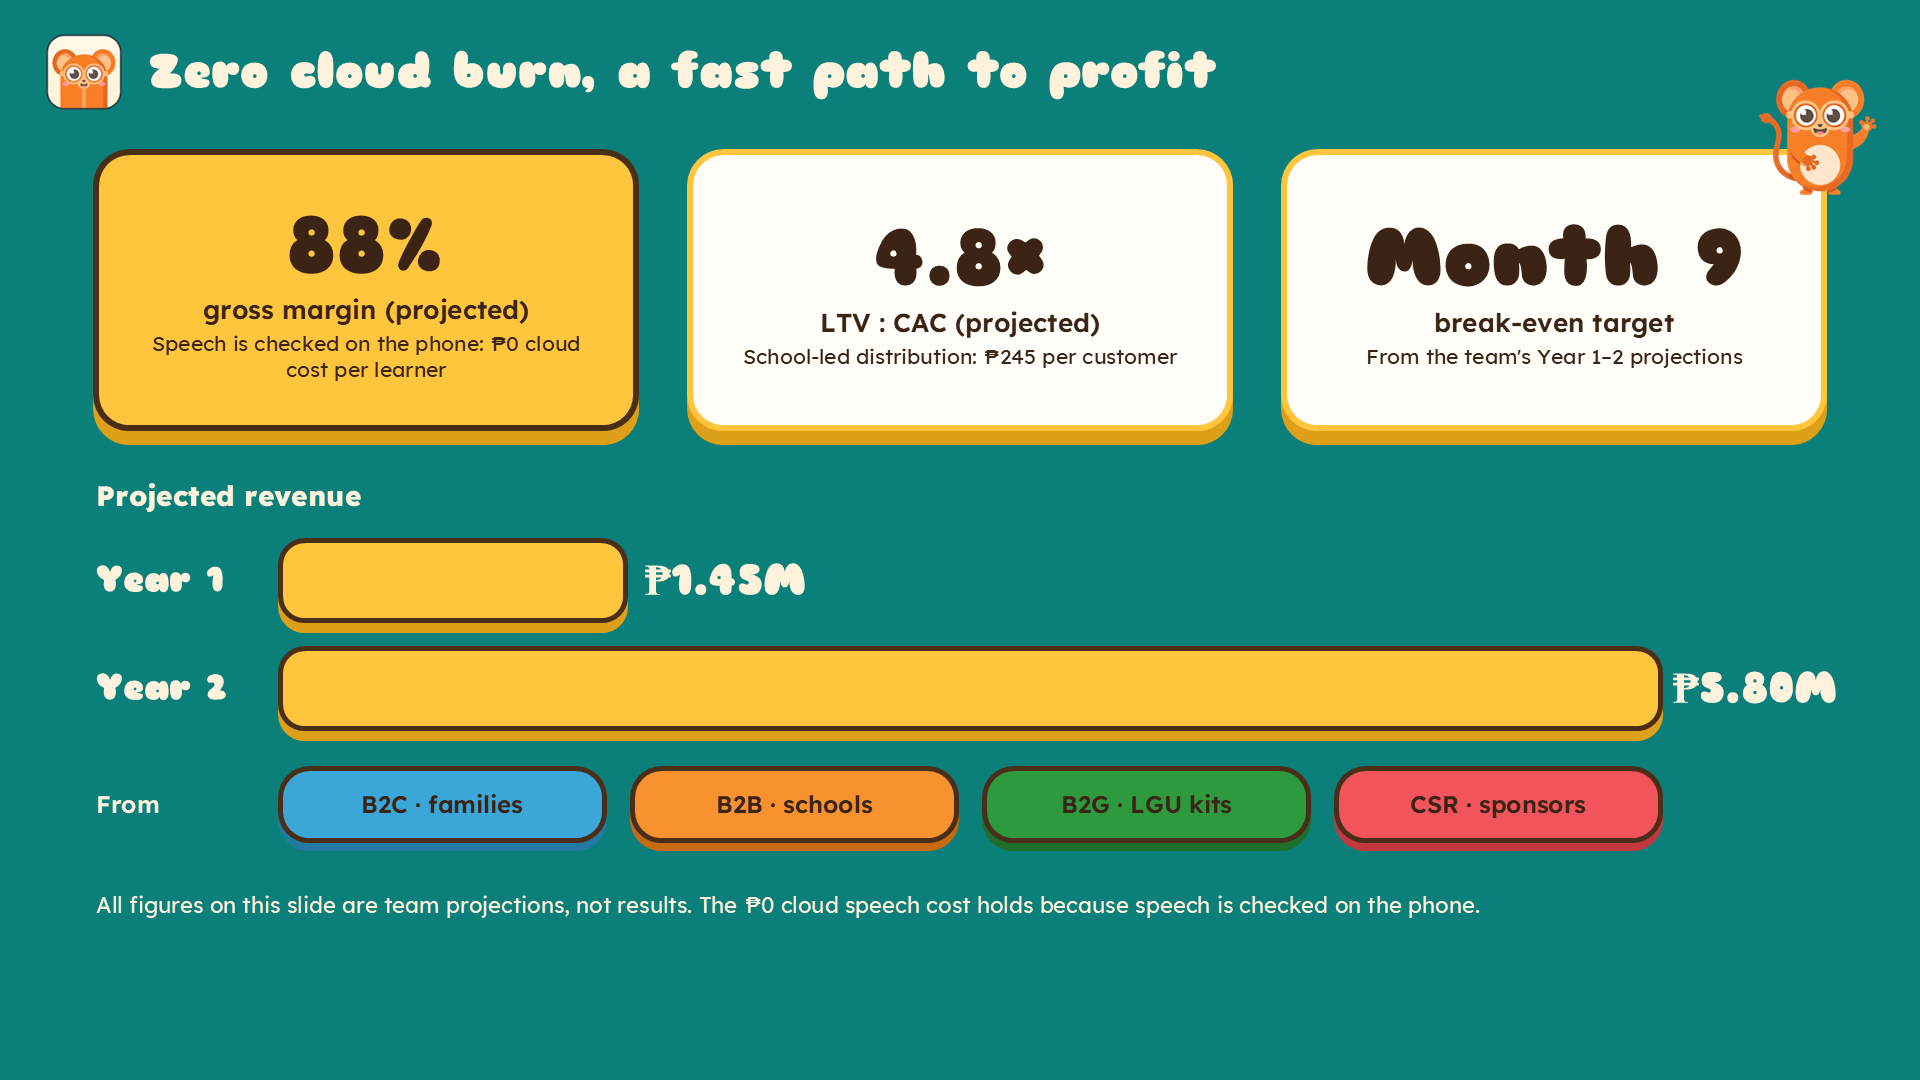 Zero cloud burn, a fast path to profit
88%
gross margin (projected)
Speech is checked on the phone: ₱0 cloud
cost per learner
4.8×
LTV : CAC (projected)
School-led distribution: ₱245 per customer
Month 9
break-even target
From the team's Year 1–2 projections
Projected revenue
Year 1
₱1.45M
Year 2
₱5.80M
From
B2C · families
B2B · schools
B2G · LGU kits
CSR · sponsors
All figures on this slide are team projections, not results. The ₱0 cloud speech cost holds because speech is checked on the phone.